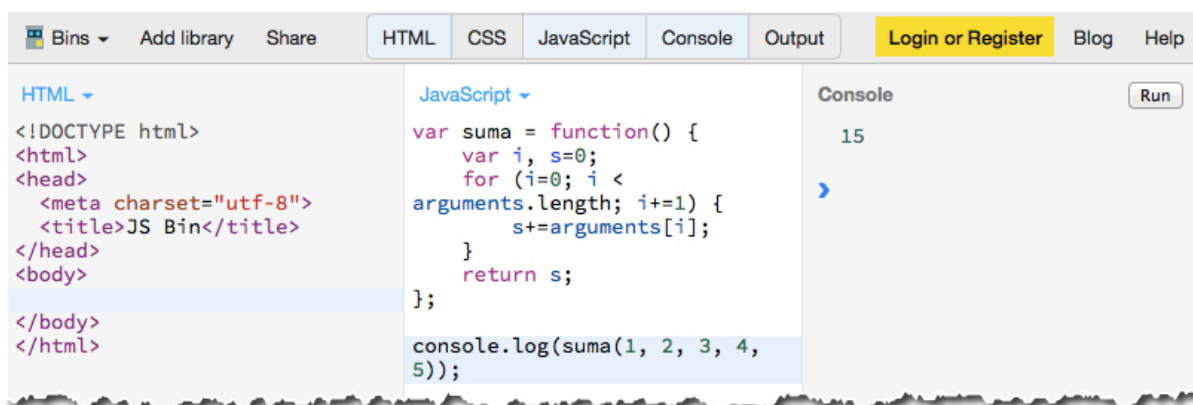 Bins Add library Share HTML CSS JavaScript Console Output Login or Register Blog Help
HTML
<!DOCTYPE html>
<html>
<head>
  <meta charset="utf-8">
  <title>JS Bin</title>
</head>
<body>

</body>
</html>
JavaScript
var suma = function() {
    var i, s=0;
    for (i=0; i <
arguments.length; i+=1) {
        s+=arguments[i];
    }
    return s;
};

console.log(suma(1, 2, 3, 4,
5));
Console Run
15